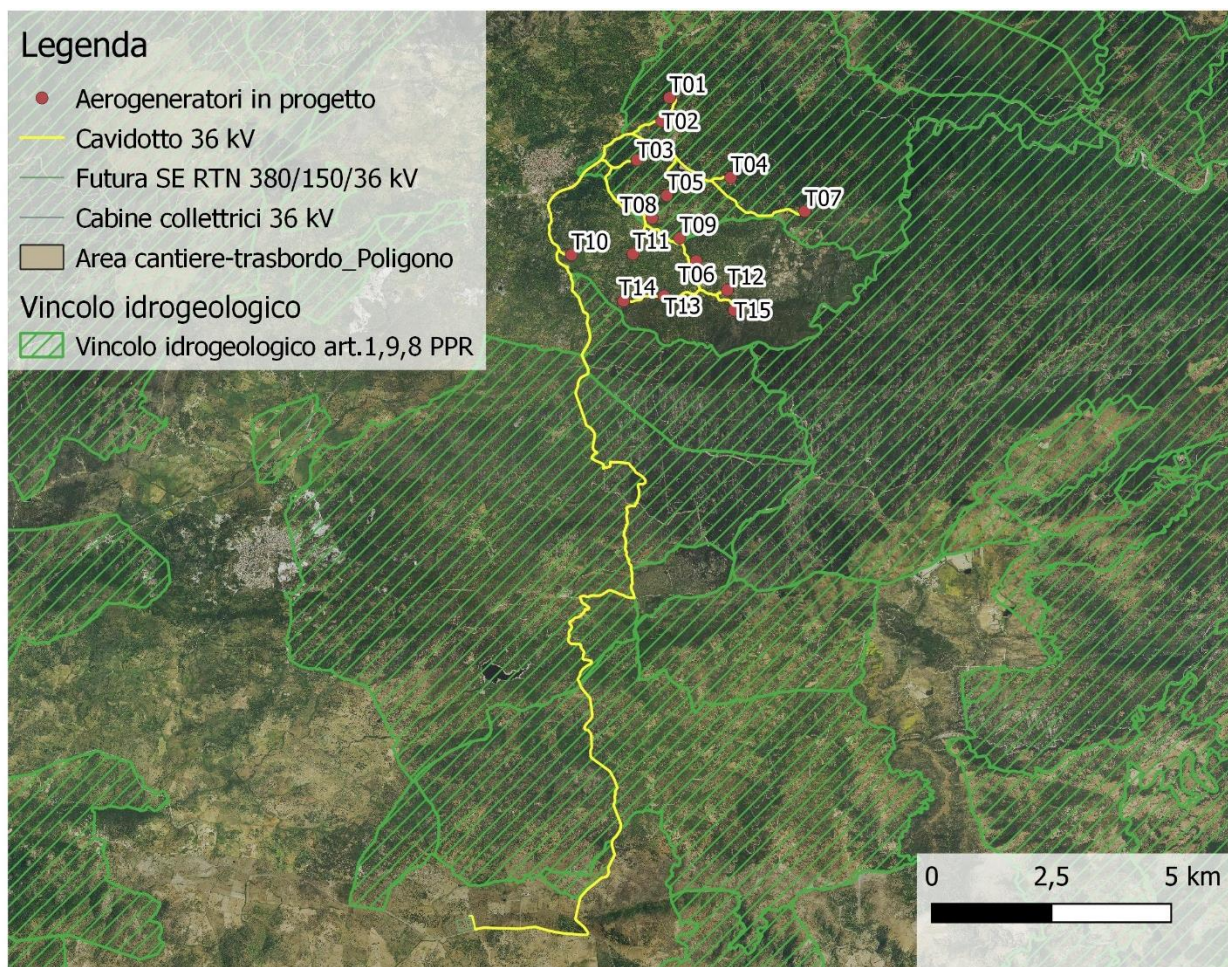 Legenda
Aerogeneratori in progetto
Cavidotto 36 kV
Futura SE RTN 380/150/36 kV
Cabine collettrici 36 kV
Area cantiere-trasbordo_Poligono
Vincolo idrogeologico
Vincolo idrogeologico art.1,9,8 PPR
T01
T02
T03
T04
T05
T07
T08
T09
T10
T11
T06
T12
T14
T13
T15
0 2,5 5 km